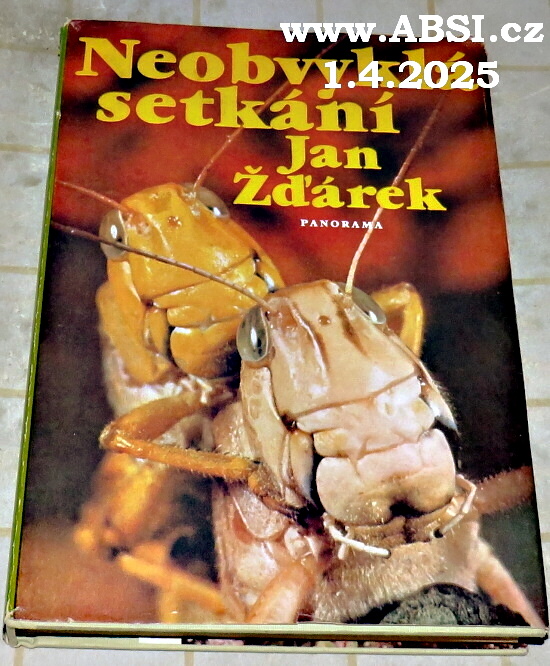 www.ABSI.cz
Neobvyklé
1.4.2025
setkání
Jan
Žďárek
PANORAMA